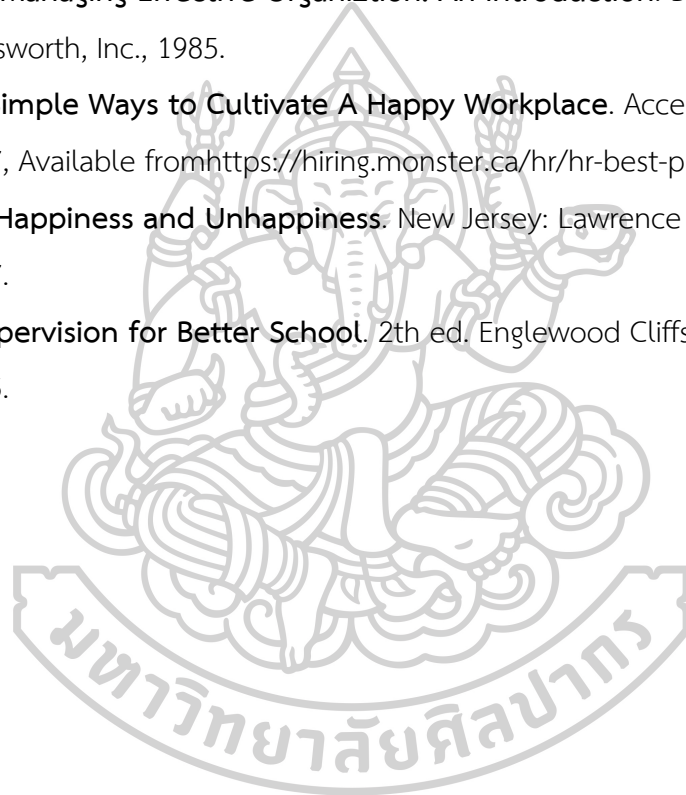 managing Effective Organiztion: An Introduction.
sworth, Inc., 1985.
imple Ways to Cultivate A Happy Workplace. Acce
, Available fromhttps://hiring.monster.ca/hr/hr-best-p
Happiness and Unhappiness. New Jersey: Lawrence
.
pervision for Better School. 2th ed. Englewood Cliffs,
.
มหาวิทยาลัยศิลปากร